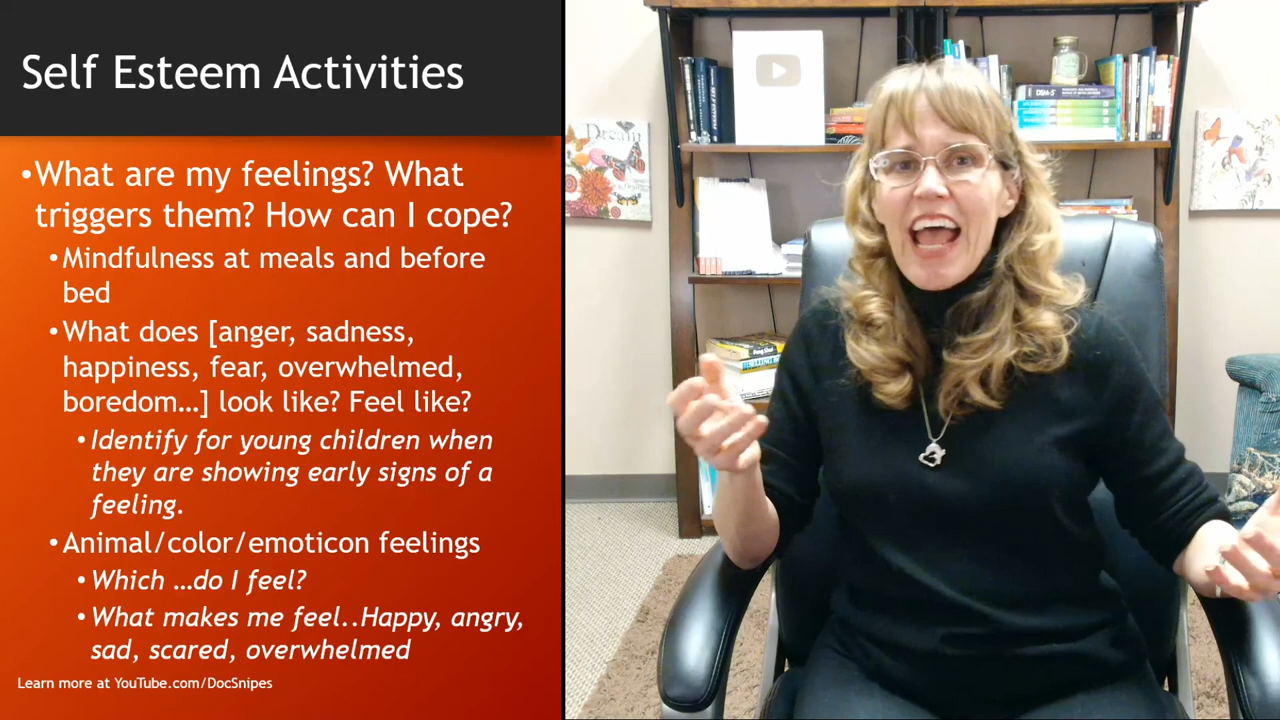 Self Esteem Activities
•What are my feelings? What
triggers them? How can I cope?
•Mindfulness at meals and before
bed
•What does [anger, sadness,
happiness, fear, overwhelmed,
boredom…] look like? Feel like?
•Identify for young children when
they are showing early signs of a
feeling.
•Animal/color/emoticon feelings
•Which …do I feel?
•What makes me feel..Happy, angry,
sad, scared, overwhelmed
Learn more at YouTube.com/DocSnipes
Dream
DSM-5